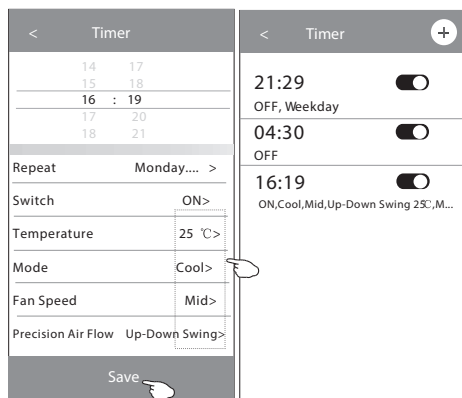 < Timer
14 17
15 18
16 : 19
17 20
18 21
Repeat Monday.... >
Switch ON>
Temperature 25 ℃>
Mode Cool>
Fan Speed Mid>
Precision Air Flow Up-Down Swing>
Save
< Timer +
21:29
OFF, Weekday
04:30
OFF
16:19
ON,Cool,Mid,Up-Down Swing 25℃,M...